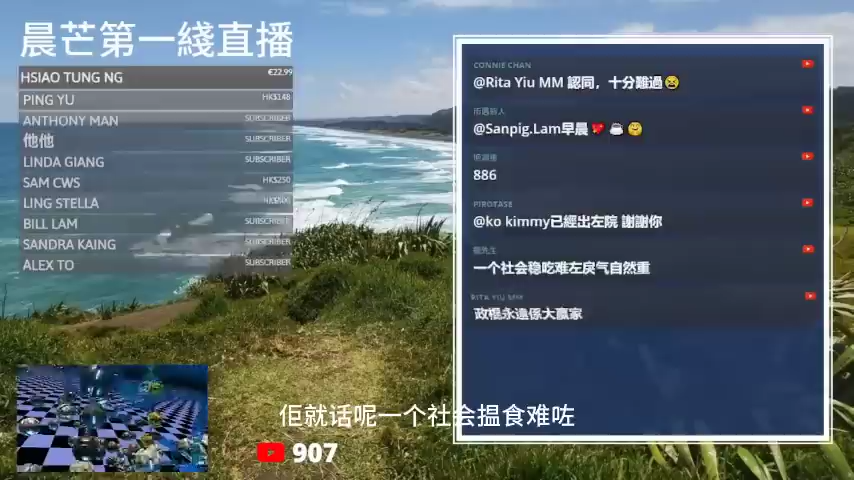 晨芒第一綫直播
HSIAO TUNG NG €22.99
PING YU HK$148
ANTHONY MAN SUBSCRIBER
他他 SUBSCRIBER
LINDA GIANG SUBSCRIBER
SAM CWS HK$250
LING STELLA
BILL LAM SUBSCRIBER
SANDRA KAING SUBSCRIBER
ALEX TO SUBSCRIBER
CONNIE CHAN
@Rita Yiu MM 認同，十分難過😫
@Sanpig.Lam早晨💘☕🤗
886
PIROTASE
@ko kimmy已經出左院 謝謝你
一个社会稳吃难左戾气自然重
RITA YIU MM
政棍永遠係大贏家
佢就话呢一个社会揾食难咗
907